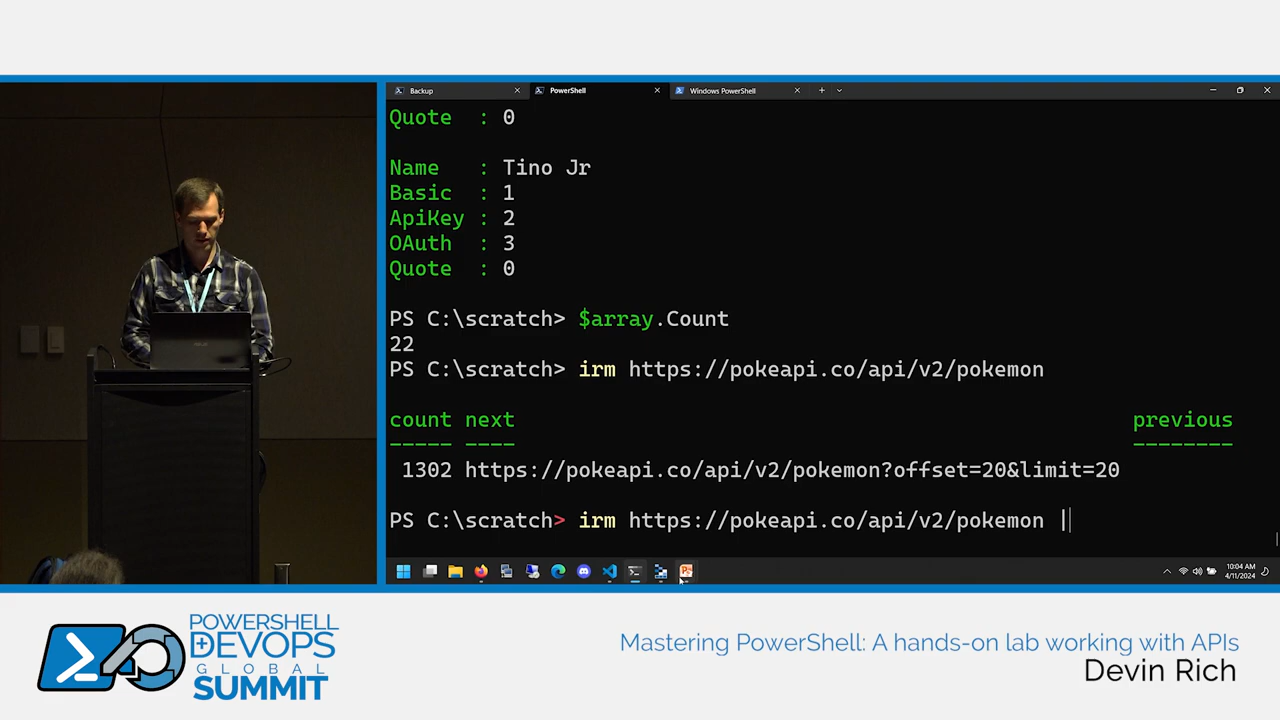 Backup
PowerShell
Windows PowerShell
Quote : 0
Name : Tino Jr
Basic : 1
ApiKey : 2
OAuth : 3
Quote : 0
PS C:\scratch> $array.Count
22
PS C:\scratch> irm https://pokeapi.co/api/v2/pokemon
count next previous
----- ---- --------
1302 https://pokeapi.co/api/v2/pokemon?offset=20&limit=20
PS C:\scratch> irm https://pokeapi.co/api/v2/pokemon |
10:04 AM
4/11/2024
POWERSHELL
DEVOPS
GLOBAL
SUMMIT
Mastering PowerShell: A hands-on lab working with APIs
Devin Rich